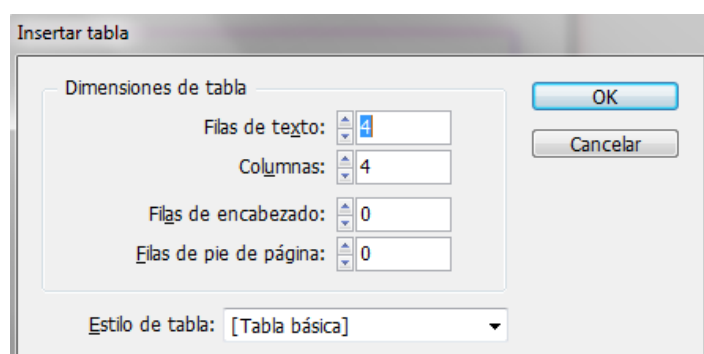 Insertar tabla
Dimensiones de tabla
OK
Filas de texto: 4
Cancelar
Columnas: 4
Filas de encabezado: 0
Filas de pie de página: 0
Estilo de tabla: [Tabla básica]